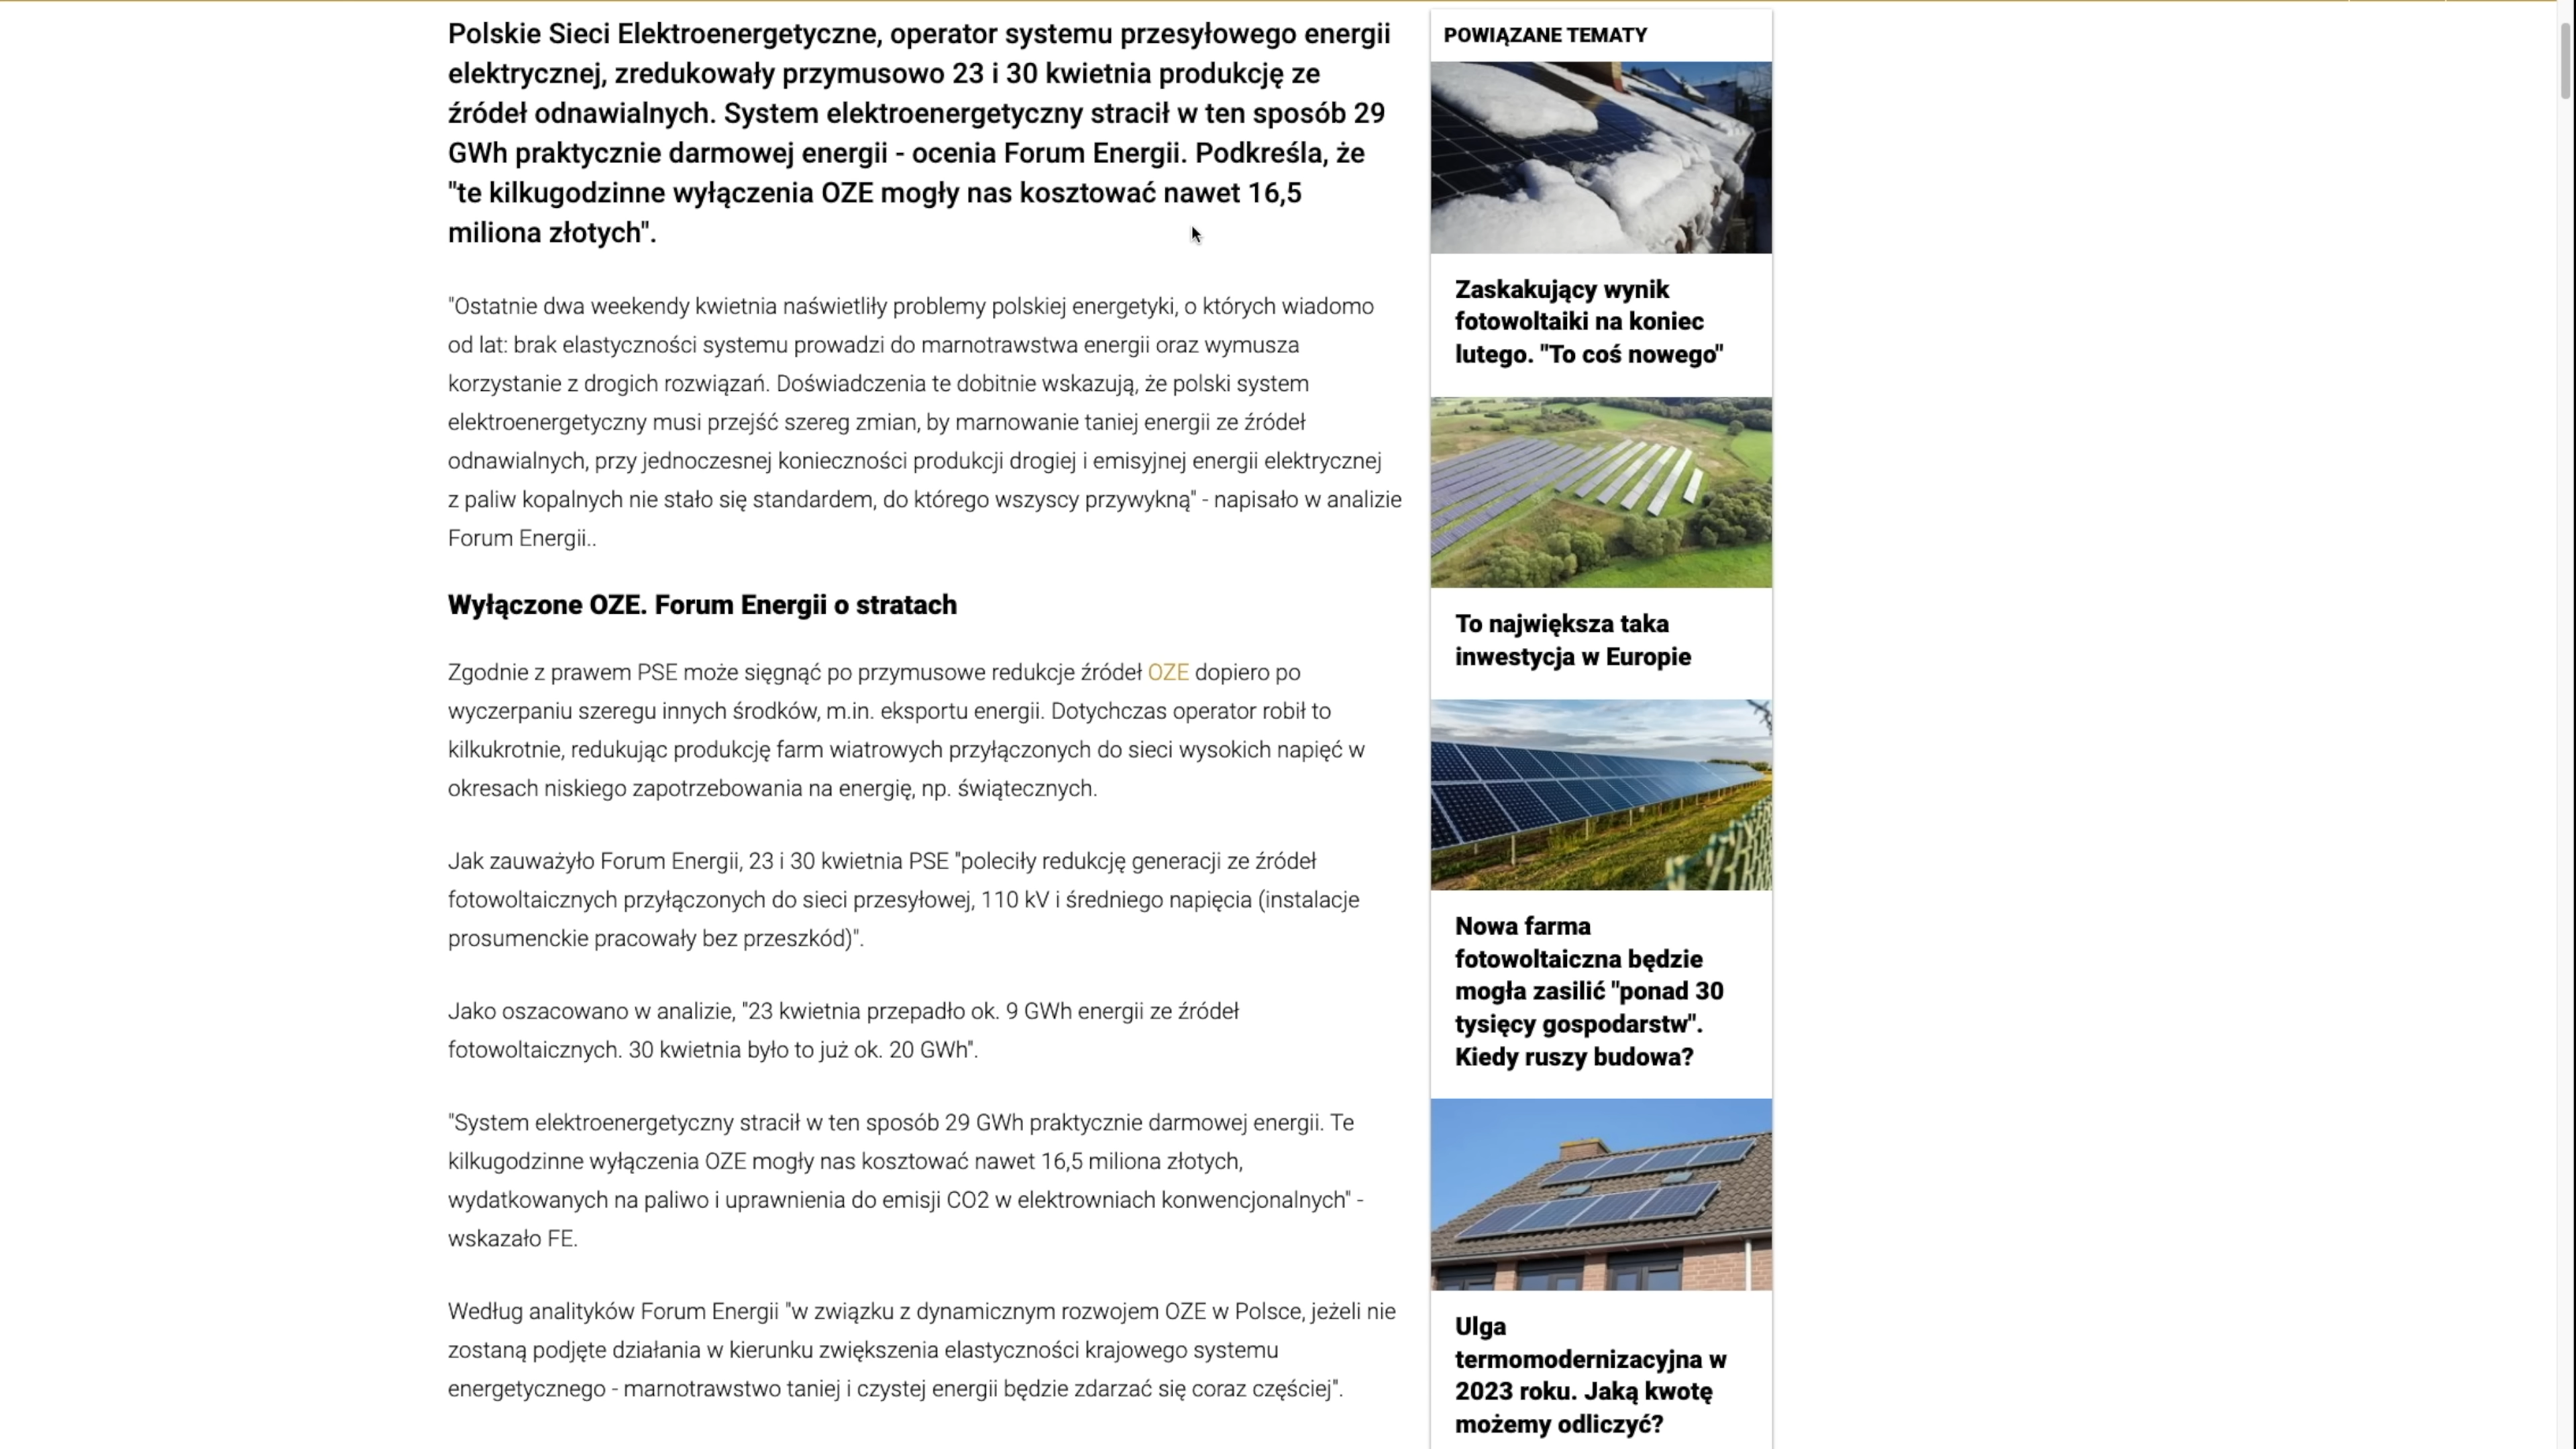 Polskie Sieci Elektroenergetyczne, operator systemu przesyłowego energii
elektrycznej, zredukowały przymusowo 23 i 30 kwietnia produkcję ze
źródeł odnawialnych. System elektroenergetyczny stracił w ten sposób 29
GWh praktycznie darmowej energii - ocenia Forum Energii. Podkreśla, że
"te kilkugodzinne wyłączenia OZE mogły nas kosztować nawet 16,5
miliona złotych".
"Ostatnie dwa weekendy kwietnia naświetliły problemy polskiej energetyki, o których wiadomo
od lat: brak elastyczności systemu prowadzi do marnotrawstwa energii oraz wymusza
korzystanie z drogich rozwiązań. Doświadczenia te dobitnie wskazują, że polski system
elektroenergetyczny musi przejść szereg zmian, by marnowanie taniej energii ze źródeł
odnawialnych, przy jednoczesnej konieczności produkcji drogiej i emisyjnej energii elektrycznej
z paliw kopalnych nie stało się standardem, do którego wszyscy przywykną" - napisało w analizie
Forum Energii..
Wyłączone OZE. Forum Energii o stratach
Zgodnie z prawem PSE może sięgnąć po przymusowe redukcje źródeł OZE dopiero po
wyczerpaniu szeregu innych środków, m.in. eksportu energii. Dotychczas operator robił to
kilkukrotnie, redukując produkcję farm wiatrowych przyłączonych do sieci wysokich napięć w
okresach niskiego zapotrzebowania na energię, np. świątecznych.
Jak zauważyło Forum Energii, 23 i 30 kwietnia PSE "poleciły redukcję generacji ze źródeł
fotowoltaicznych przyłączonych do sieci przesyłowej, 110 kV i średniego napięcia (instalacje
prosumenckie pracowały bez przeszkód)".
Jako oszacowano w analizie, "23 kwietnia przepadło ok. 9 GWh energii ze źródeł
fotowoltaicznych. 30 kwietnia było to już ok. 20 GWh".
"System elektroenergetyczny stracił w ten sposób 29 GWh praktycznie darmowej energii. Te
kilkugodzinne wyłączenia OZE mogły nas kosztować nawet 16,5 miliona złotych,
wydatkowanych na paliwo i uprawnienia do emisji CO2 w elektrowniach konwencjonalnych" -
wskazało FE.
Według analityków Forum Energii "w związku z dynamicznym rozwojem OZE w Polsce, jeżeli nie
zostaną podjęte działania w kierunku zwiększenia elastyczności krajowego systemu
energetycznego - marnotrawstwo taniej i czystej energii będzie zdarzać się coraz częściej".
POWIĄZANE TEMATY
Zaskakujący wynik
fotowoltaiki na koniec
lutego. "To coś nowego"
To największa taka
inwestycja w Europie
Nowa farma
fotowoltaiczna będzie
mogła zasilić "ponad 30
tysięcy gospodarstw".
Kiedy ruszy budowa?
Ulga
termomodernizacyjna w
2023 roku. Jaką kwotę
możemy odliczyć?